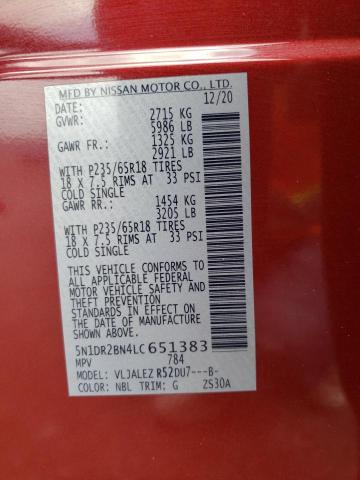 MFD BY NISSAN MOTOR CO., LTD.
DATE: 12/20
GVWR: 2715 KG
5986 LB
GAWR FR.: 1325 KG
2921 LB
WITH P235/65R18 TIRES
18 X 7.5 RIMS AT 33 PSI
COLD SINGLE
GAWR RR.: 1454 KG
3205 LB
WITH P235/65R18 TIRES
18 X 7.5 RIMS AT 33 PSI
COLD SINGLE
THIS VEHICLE CONFORMS TO
ALL APPLICABLE FEDERAL
MOTOR VEHICLE SAFETY AND
THEFT PREVENTION
STANDARDS IN EFFECT ON
THE DATE OF MANUFACTURE
SHOWN ABOVE.
5N1DR2BN4LC651383
MPV 784
MODEL: VLJALEZ R52DU7---B-
COLOR: NBL TRIM: G ZS30A